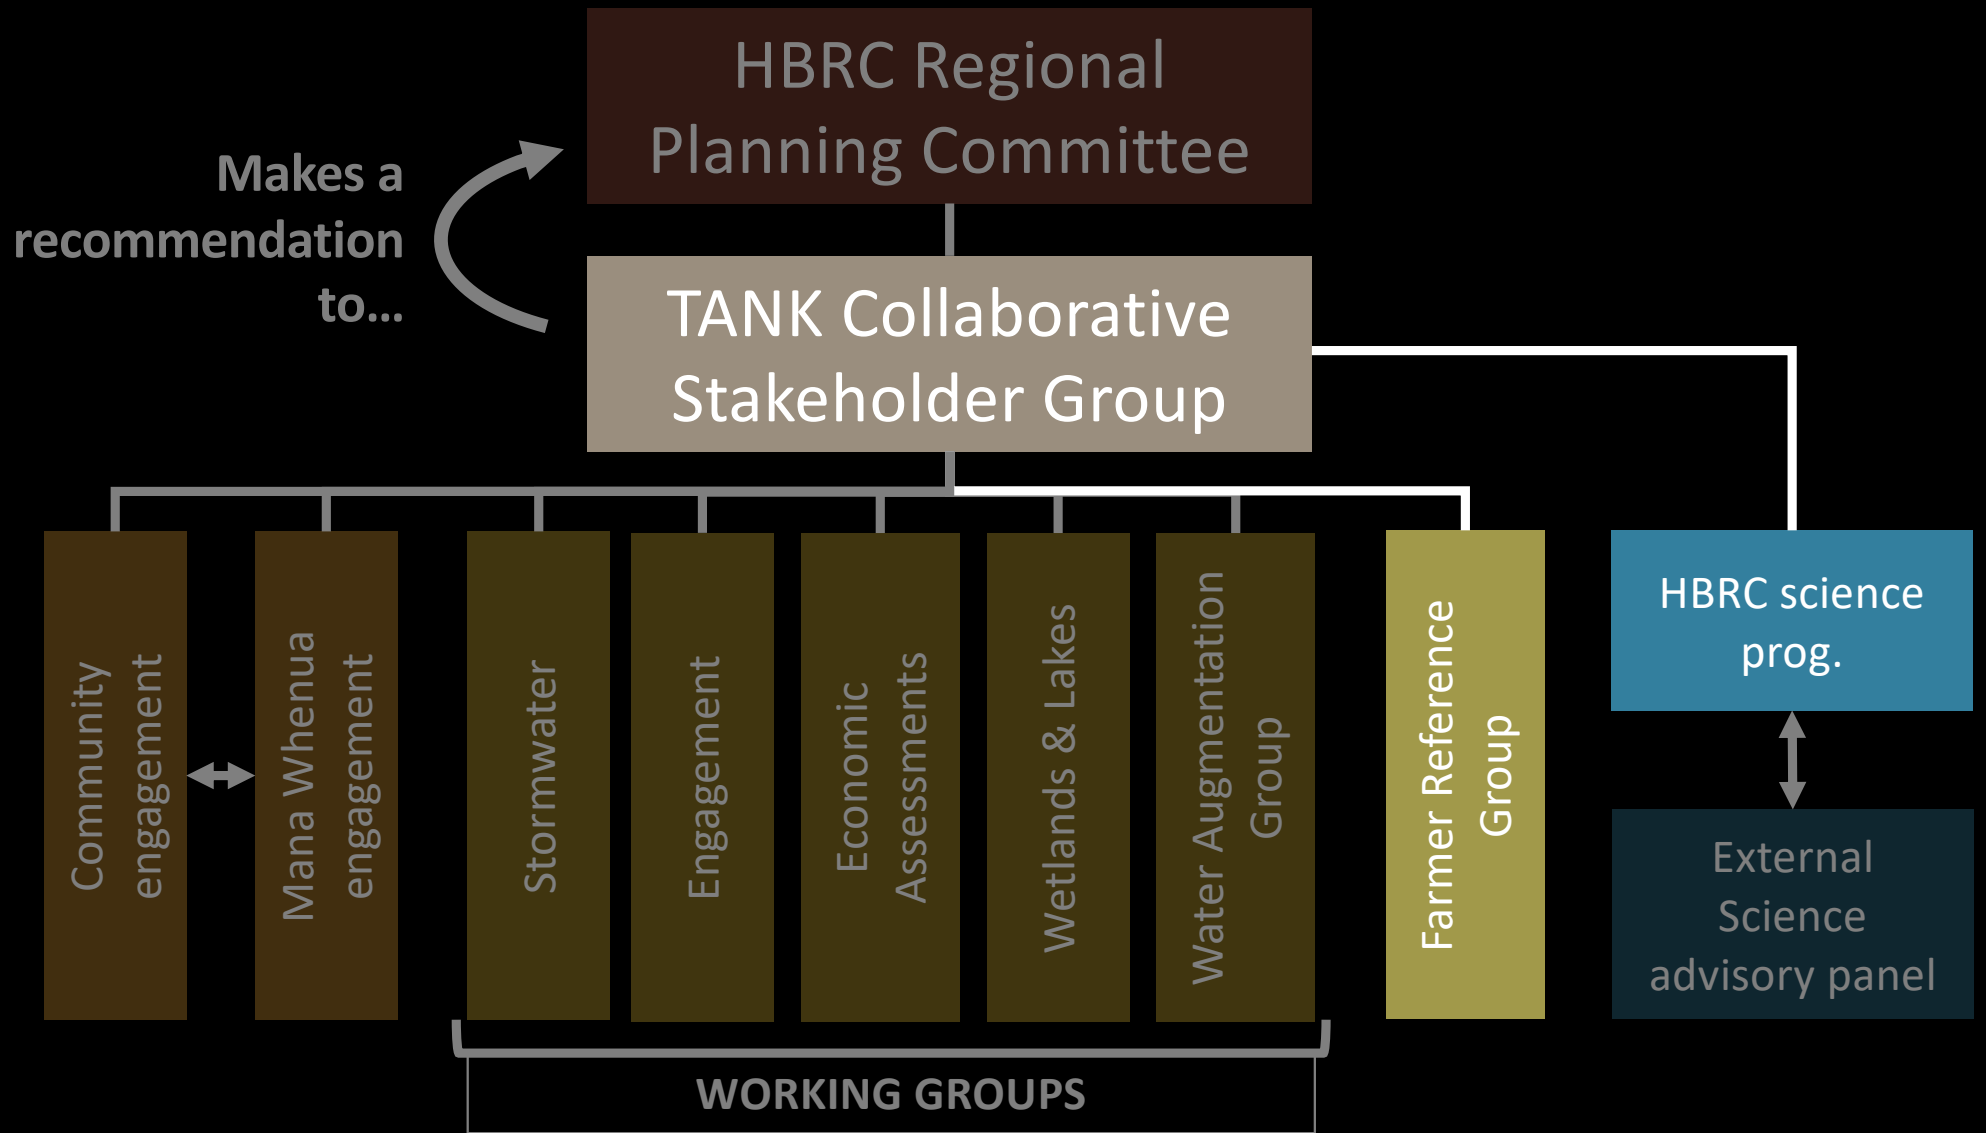 HBRC Regional
Planning Committee
Makes a
recommendation
to...
TANK Collaborative
Stakeholder Group
Community
engagement
Mana Whenua
engagement
Stormwater
Engagement
Economic
Assessments
Wetlands & Lakes
Water Augmentation
Group
Farmer Reference
Group
HBRC science
prog.
External
Science
advisory panel
WORKING GROUPS